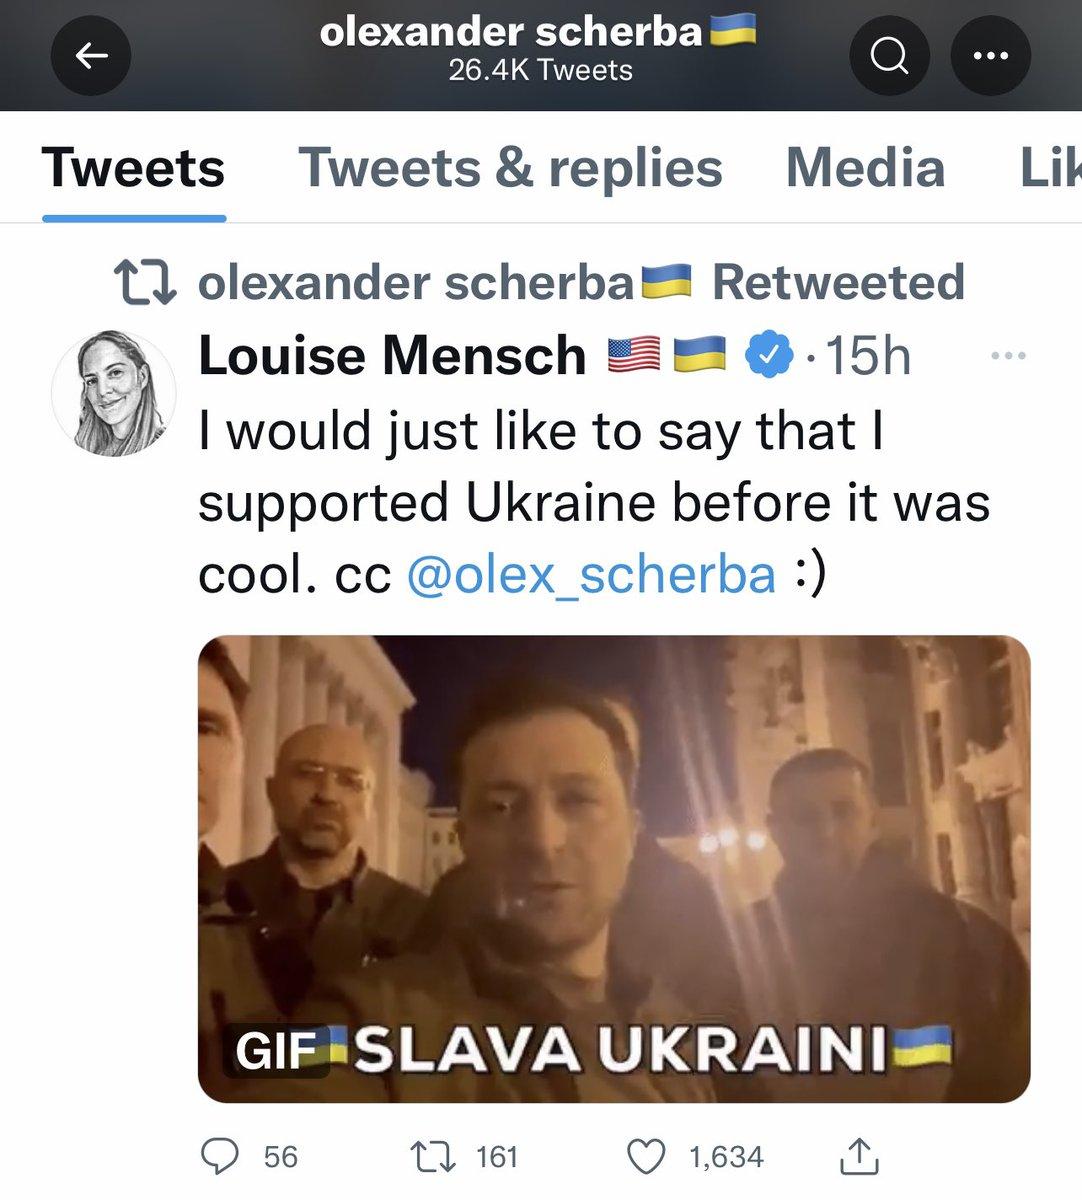 olexander scherba🇺🇦
26.4K Tweets
Tweets Tweets & replies Media Lik
olexander scherba🇺🇦 Retweeted
Louise Mensch 🇺🇸 🇺🇦 · 15h
I would just like to say that I
supported Ukraine before it was
cool. cc @olex_scherba :)
GIF 🇺🇦SLAVA UKRAINI🇺🇦
56 161 1,634